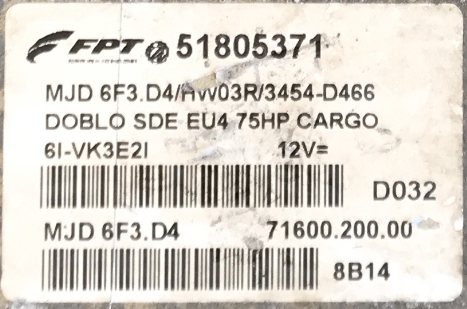 FPT 51805371
MJD 6F3.D4/HW03R/3454-D466
DOBLO SDE EU4 75HP CARGO
6I-VK3E2I 12V=
D032
MJD 6F3.D4 71600.200.00
8B14